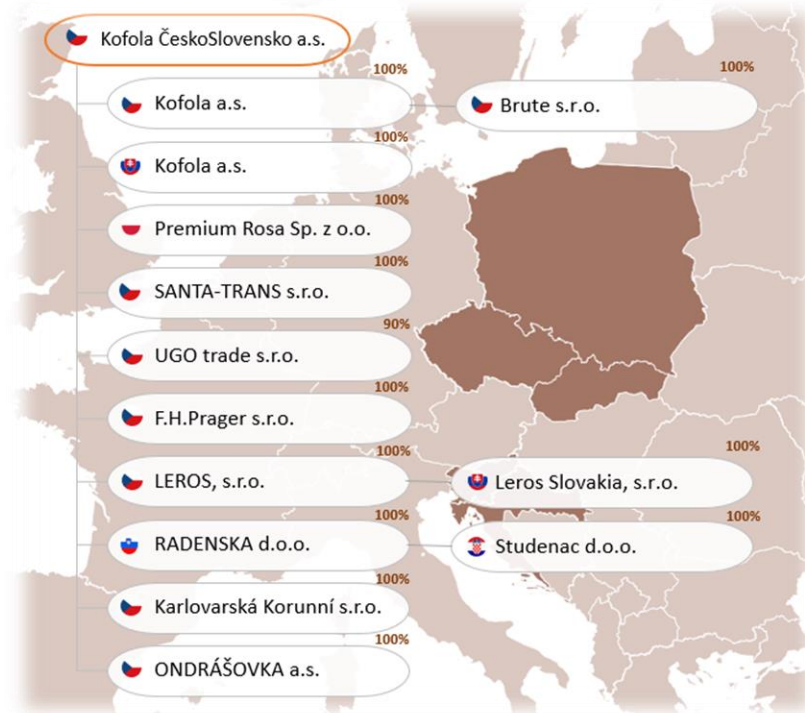 Kofola ČeskoSlovensko a.s.
100%
Kofola a.s.
100%
Brute s.r.o.
100%
Kofola a.s.
100%
Premium Rosa Sp. z o.o.
100%
SANTA-TRANS s.r.o.
90%
UGO trade s.r.o.
100%
F.H.Prager s.r.o.
100%
LEROS, s.r.o.
100%
Leros Slovakia, s.r.o.
100%
RADENSKA d.o.o.
100%
Studenac d.o.o.
100%
Karlovarská Korunní s.r.o.
100%
ONDRÁŠOVKA a.s.